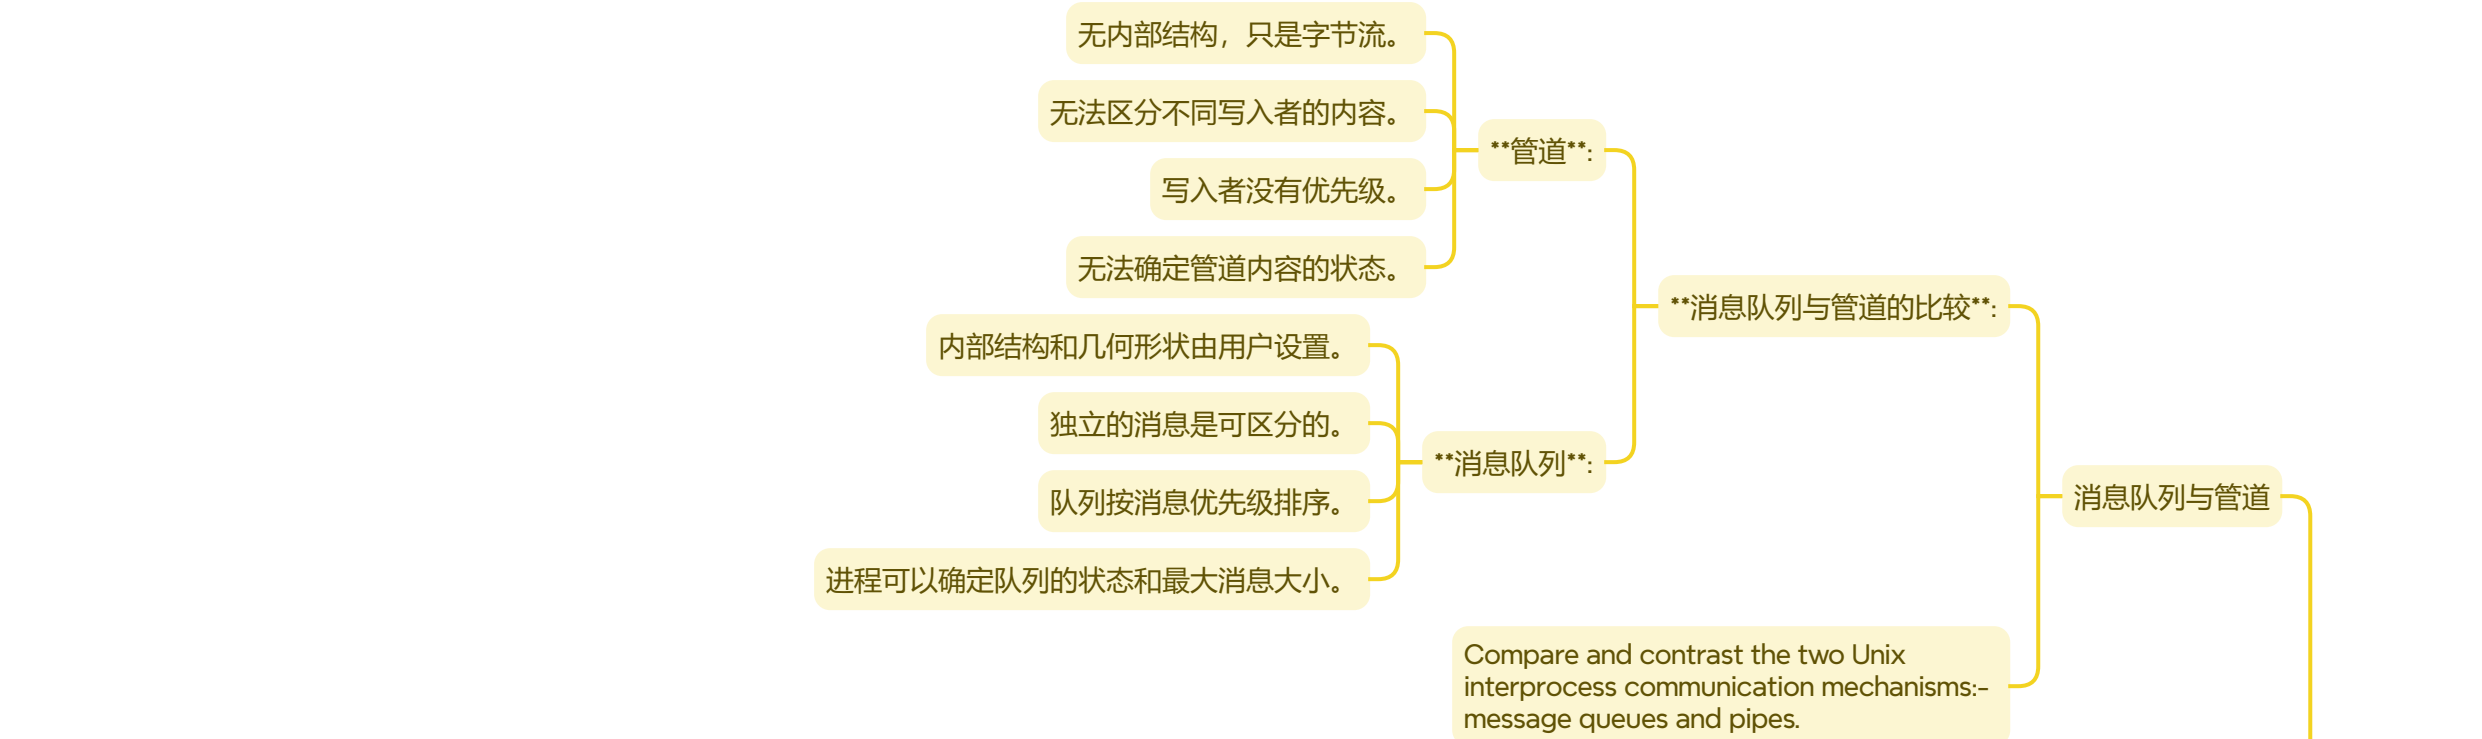 无内部结构，只是字节流。
无法区分不同写入者的内容。
**管道**:
写入者没有优先级。
无法确定管道内容的状态。
**消息队列与管道的比较**:
内部结构和几何形状由用户设置。
独立的消息是可区分的。
**消息队列**:
队列按消息优先级排序。
消息队列与管道
进程可以确定队列的状态和最大消息大小。
Compare and contrast the two Unix
interprocess communication mechanisms:-
message queues and pipes.